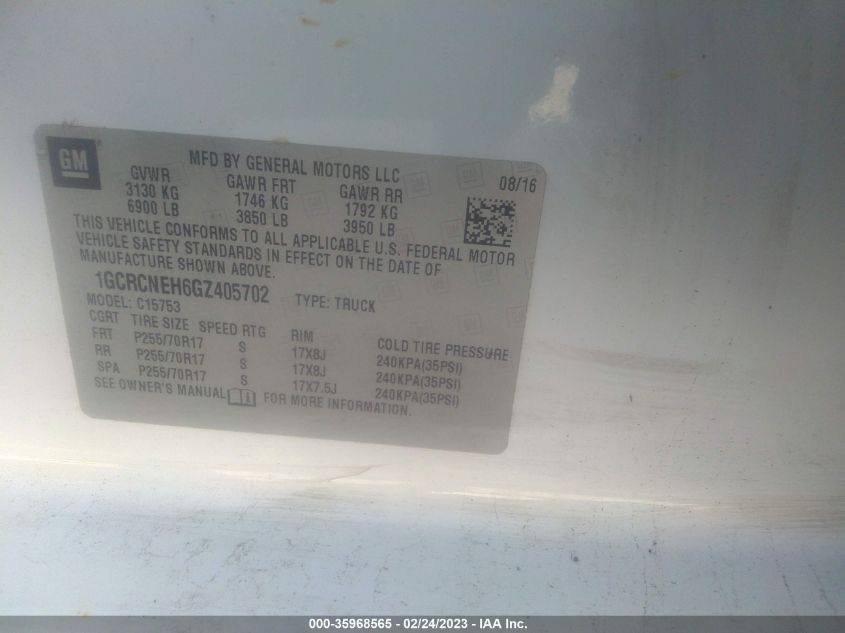 GM
MFD BY GENERAL MOTORS LLC
08/16
GVWR GAWR FRT GAWR RR
3130 KG 1746 KG 1792 KG
6900 LB 3850 LB 3950 LB
THIS VEHICLE CONFORMS TO ALL APPLICABLE U.S. FEDERAL MOTOR
VEHICLE SAFETY STANDARDS IN EFFECT ON THE DATE OF
MANUFACTURE SHOWN ABOVE.
1GCRCNEH6GZ405702
MODEL: C15753 TYPE: TRUCK
CGRT TIRE SIZE SPEED RTG RIM COLD TIRE PRESSURE
FRT P255/70R17 S 17X8J 240KPA(35PSI)
RR P255/70R17 S 17X8J 240KPA(35PSI)
SPA P255/70R17 S 17X7.5J 240KPA(35PSI)
SEE OWNER'S MANUAL FOR MORE INFORMATION.
000-35968565 - 02/24/2023 - IAA Inc.